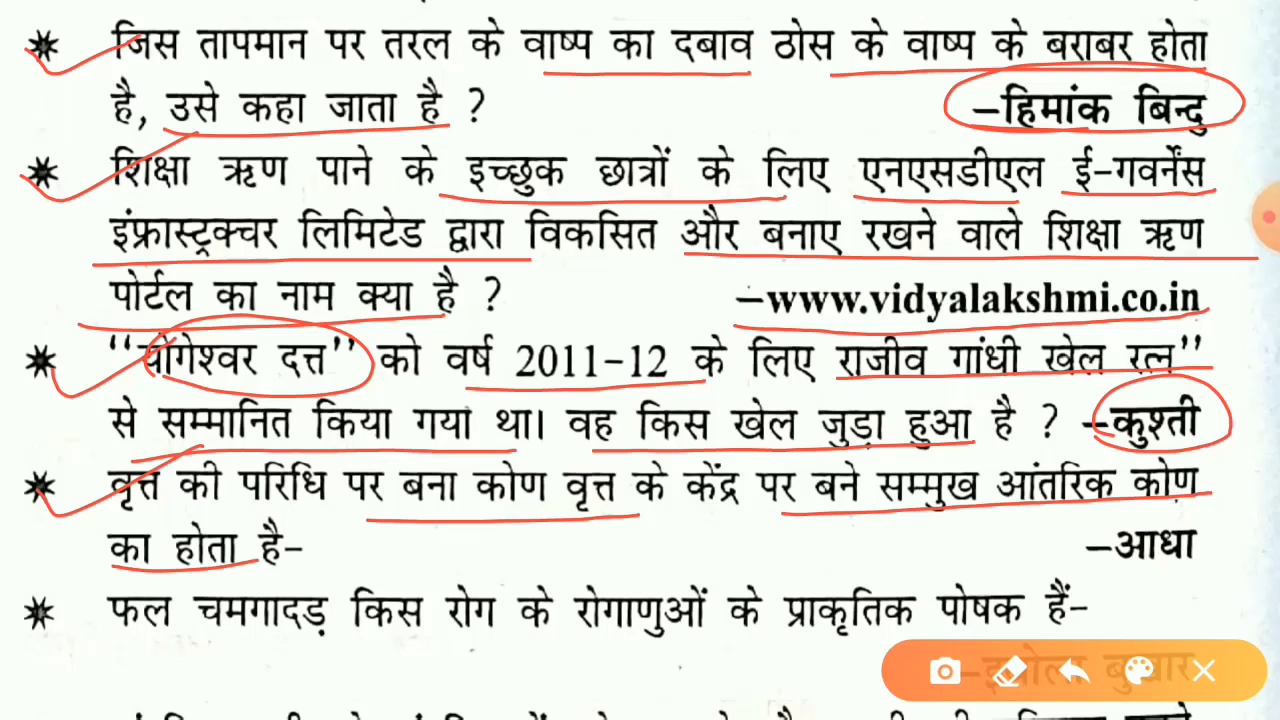 जिस तापमान पर तरल के वाष्प का दबाव ठोस के वाष्प के बराबर होता
है, उसे कहा जाता है ? –हिमांक बिन्दु
शिक्षा ऋण पाने के इच्छुक छात्रों के लिए एनएसडीएल ई-गवर्नेंस
इंफ्रास्ट्रक्चर लिमिटेड द्वारा विकसित और बनाए रखने वाले शिक्षा ऋण
पोर्टल का नाम क्या है ? –www.vidyalakshmi.co.in
‘‘योगेश्वर दत्त’’ को वर्ष 2011-12 के लिए राजीव गांधी खेल रत्न’’
से सम्मानित किया गया था। वह किस खेल जुड़ा हुआ है ? –कुश्ती
वृत्त की परिधि पर बना कोण वृत्त के केंद्र पर बने सम्मुख आंतरिक कोण
का होता है– –आधा
फल चमगादड़ किस रोग के रोगाणुओं के प्राकृतिक पोषक हैं–
–इबोला बुखार